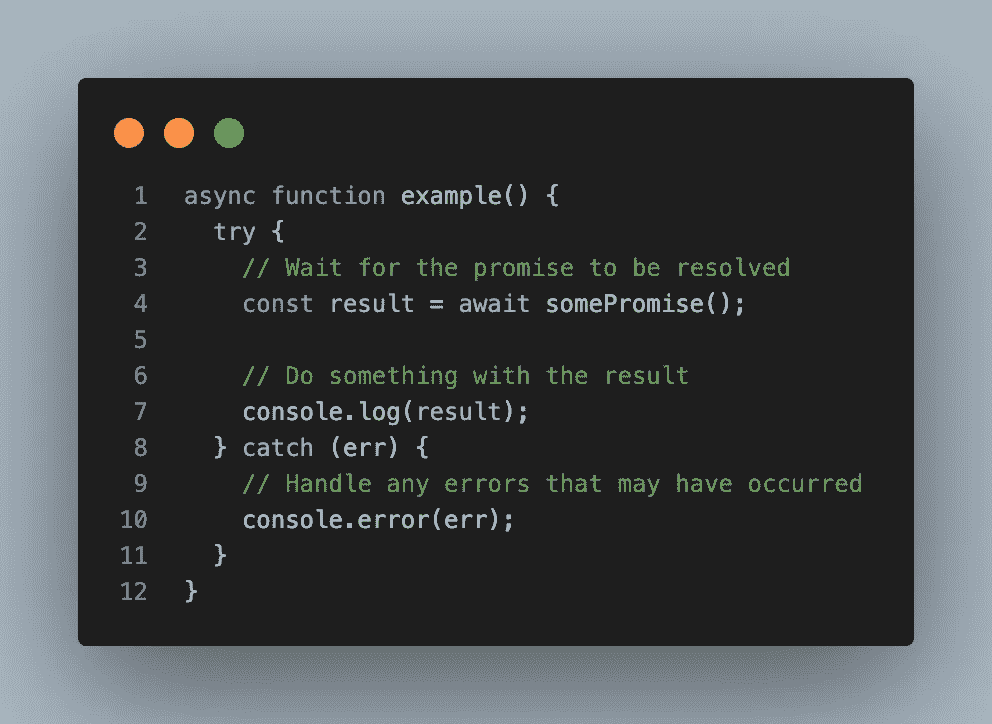 1 async function example() {
2 try {
3 // Wait for the promise to be resolved
4 const result = await somePromise();
5
6 // Do something with the result
7 console.log(result);
8 } catch (err) {
9 // Handle any errors that may have occurred
10 console.error(err);
11 }
12 }